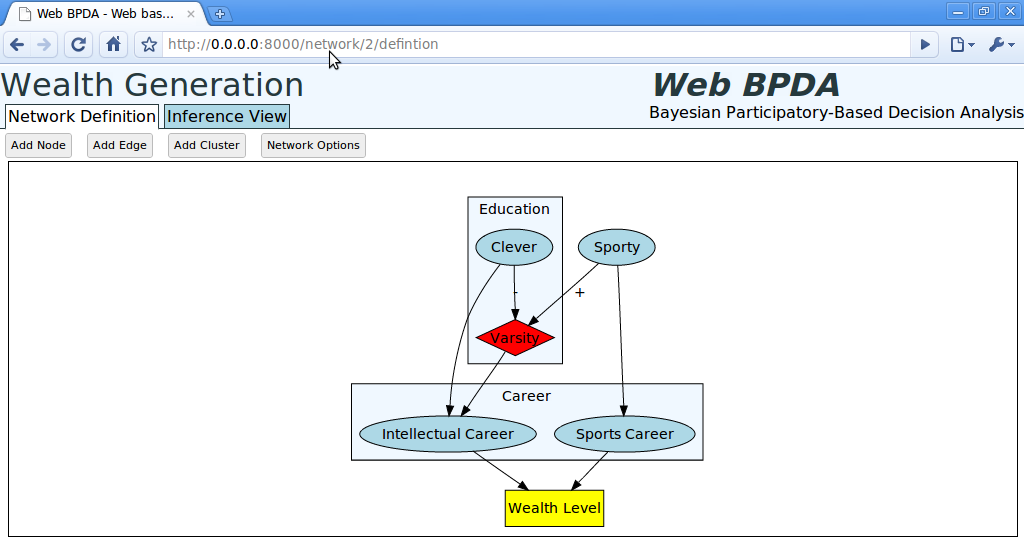 Web BPDA - Web bas...
http://0.0.0.0:8000/network/2/defintion
Wealth Generation
Web BPDA
Bayesian Participatory-Based Decision Analysis
Network Definition Inference View
Add Node Add Edge Add Cluster Network Options
Education
Clever Sporty
- +
Varsity
Career
Intellectual Career Sports Career
Wealth Level